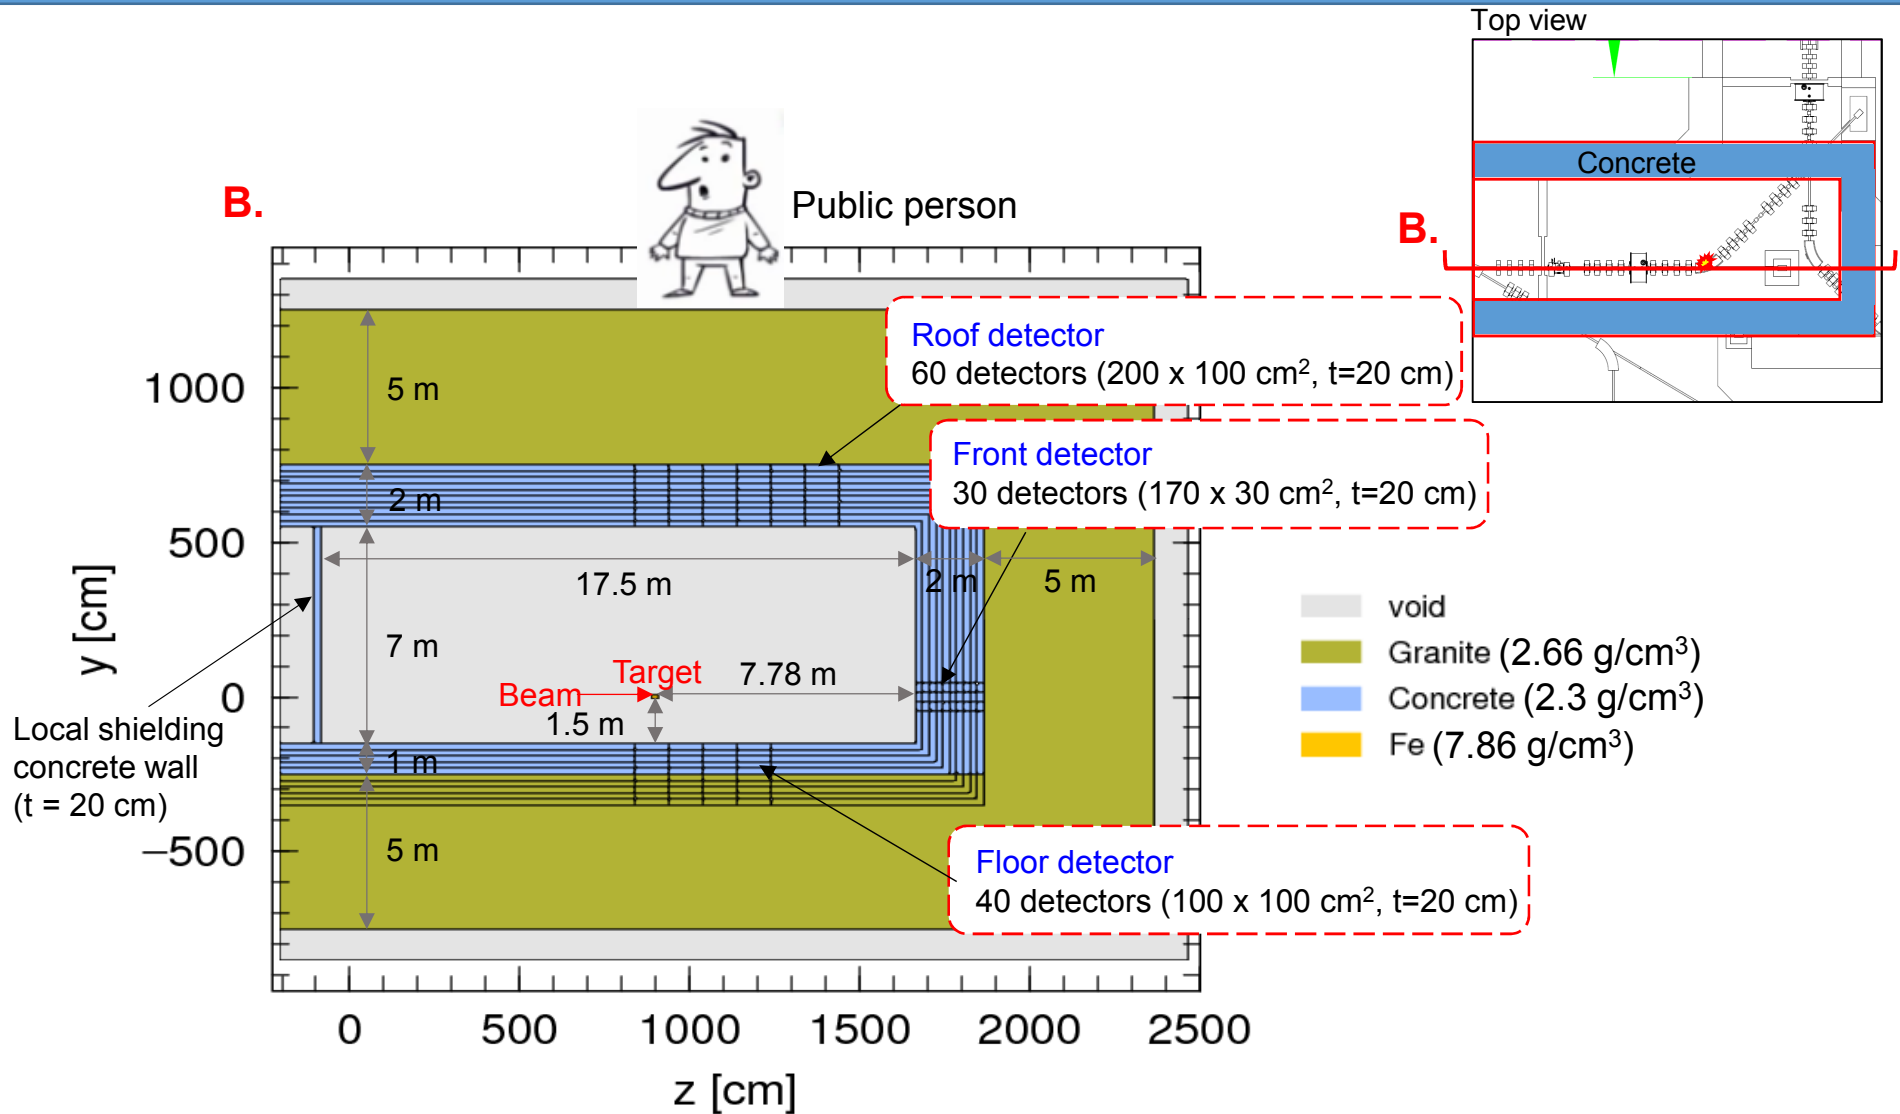 Top view
Concrete
B.
B.
Public person
Roof detector
60 detectors (200 x 100 cm², t=20 cm)
Front detector
30 detectors (170 x 30 cm², t=20 cm)
Floor detector
40 detectors (100 x 100 cm², t=20 cm)
5 m
2 m
17.5 m
2 m
5 m
7 m
Target
7.78 m
Beam
1.5 m
1 m
5 m
Local shielding
concrete wall
(t = 20 cm)
void
Granite (2.66 g/cm³)
Concrete (2.3 g/cm³)
Fe (7.86 g/cm³)
y [cm]
1000
500
0
−500
0 500 1000 1500 2000 2500
z [cm]